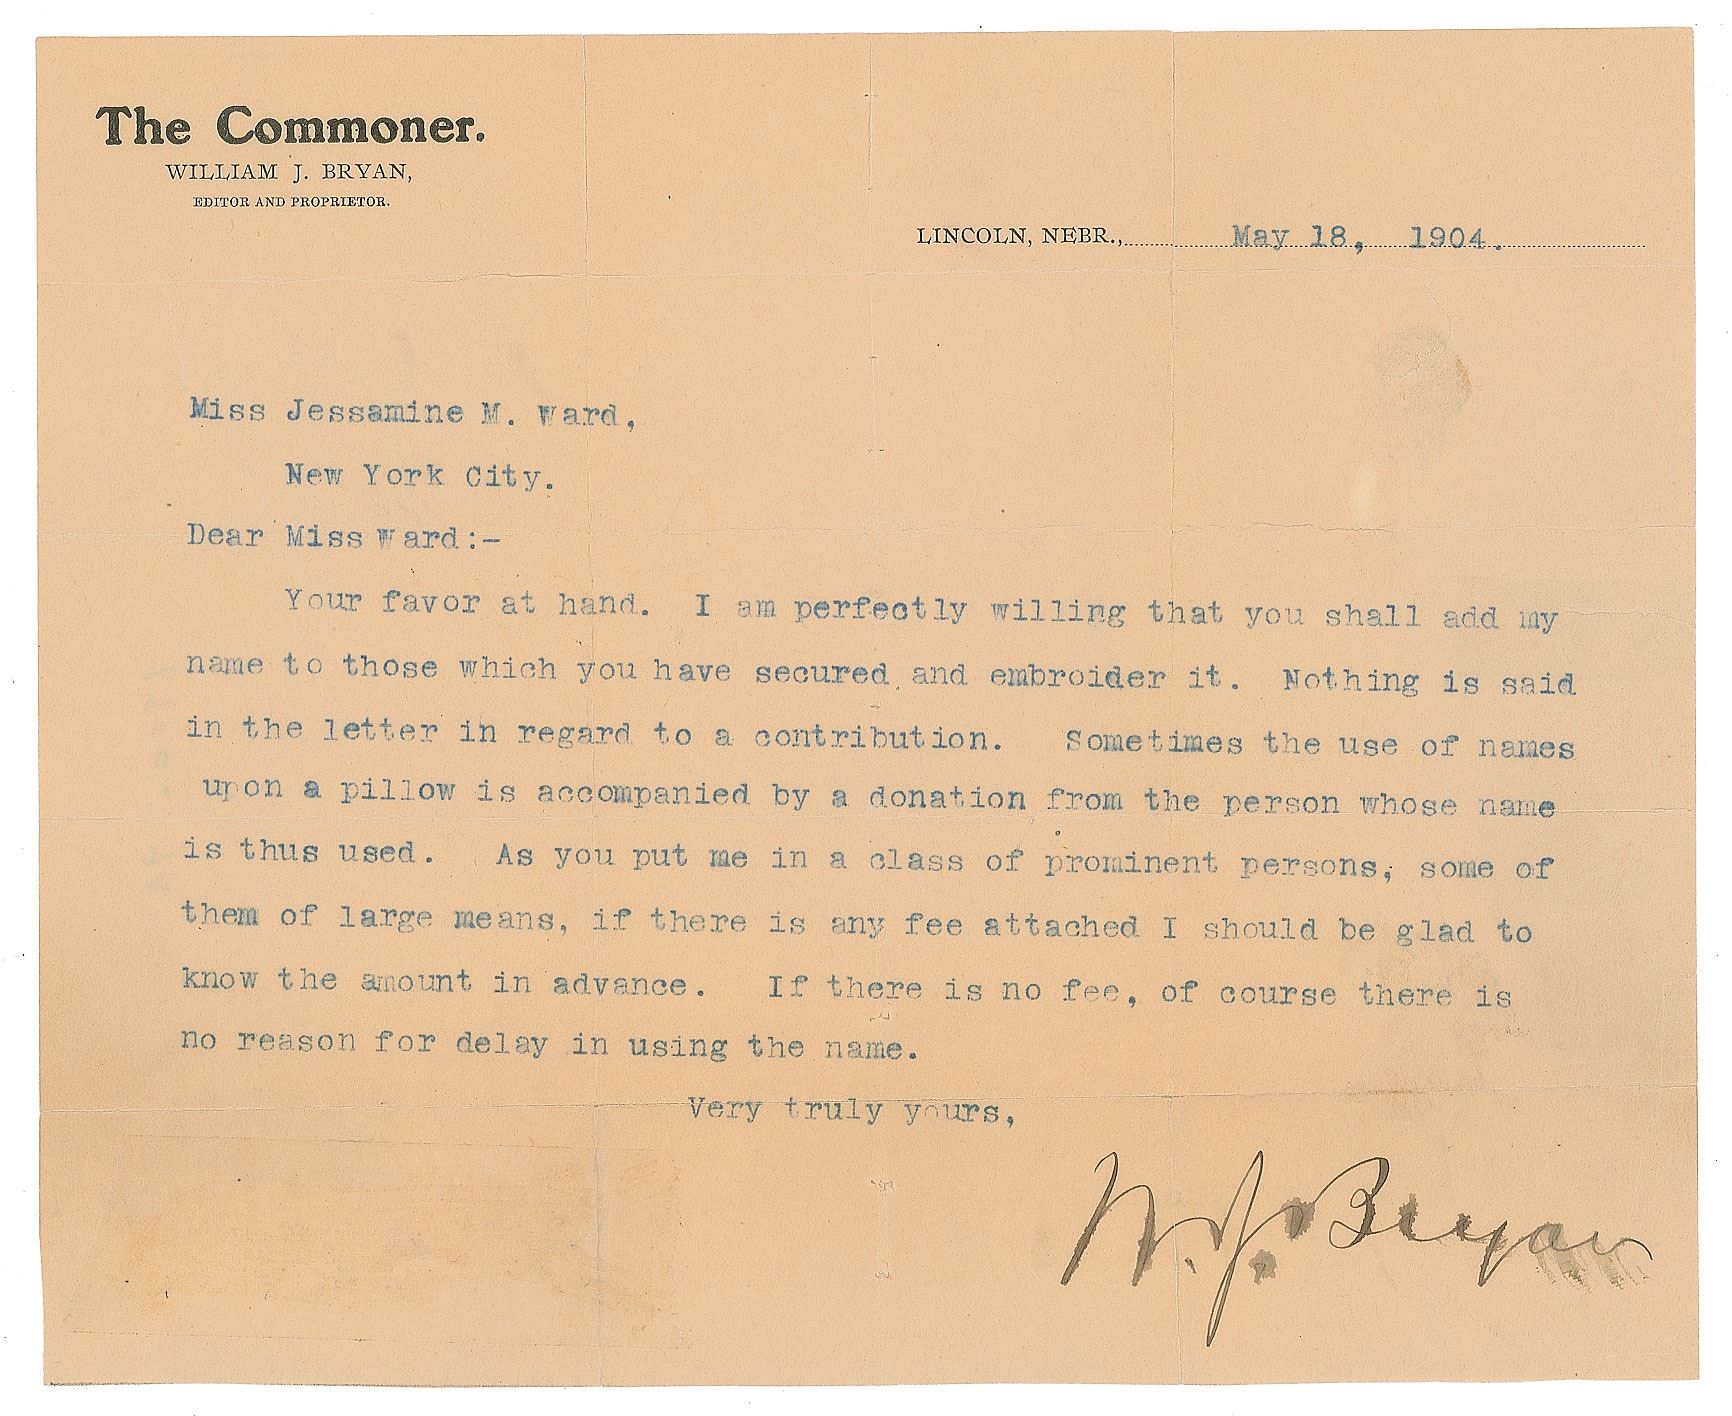 The Commoner.
WILLIAM J. BRYAN,
EDITOR AND PROPRIETOR.
LINCOLN, NEBR., May 18, 1904.
Miss Jessamine M. Ward,
New York City.
Dear Miss Ward:-
Your favor at hand. I am perfectly willing that you shall add my
name to those which you have secured and embroider it. Nothing is said
in the letter in regard to a contribution. Sometimes the use of names
upon a pillow is accompanied by a donation from the person whose name
is thus used. As you put me in a class of prominent persons, some of
them of large means, if there is any fee attached I should be glad to
know the amount in advance. If there is no fee, of course there is
no reason for delay in using the name.
Very truly yours,
W. J. Bryan